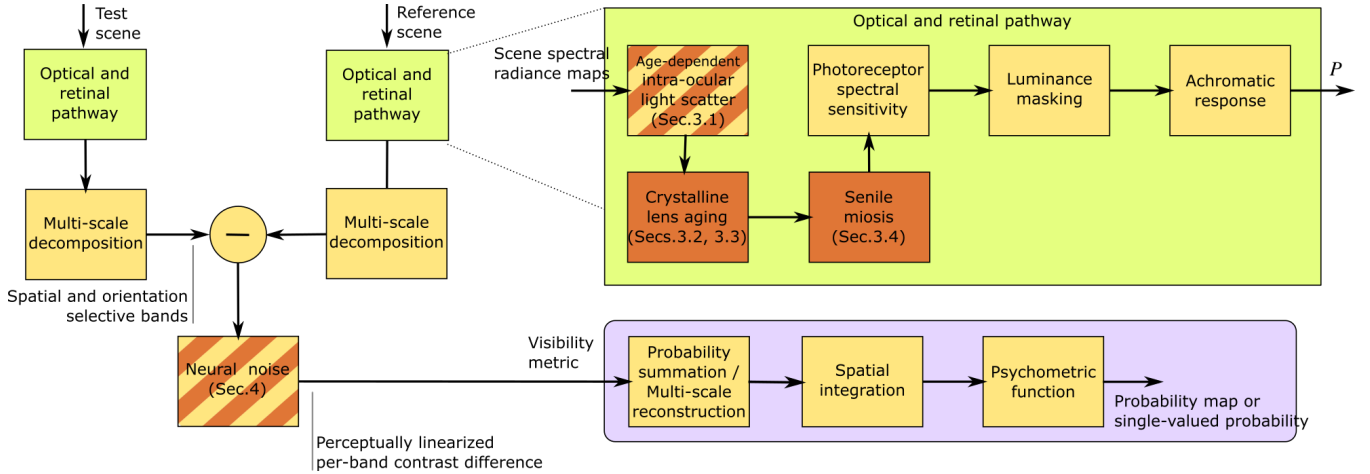 Test
scene
Reference
scene
Optical and
retinal
pathway
Optical and
retinal
pathway
Multi-scale
decomposition
Multi-scale
decomposition
—
Spatial and orientation
selective bands
Neural noise
(Sec.4)
Perceptually linearized
per-band contrast difference
Optical and retinal pathway
Scene spectral
radiance maps
Age-dependent
intra-ocular
light scatter
(Sec.3.1)
Crystalline
lens aging
(Secs.3.2, 3.3)
Senile
miosis
(Sec.3.4)
Photoreceptor
spectral
sensitivity
Luminance
masking
Achromatic
response
P
Visibility
metric
Probability
summation /
Multi-scale
reconstruction
Spatial
integration
Psychometric
function
Probability map or
single-valued probability